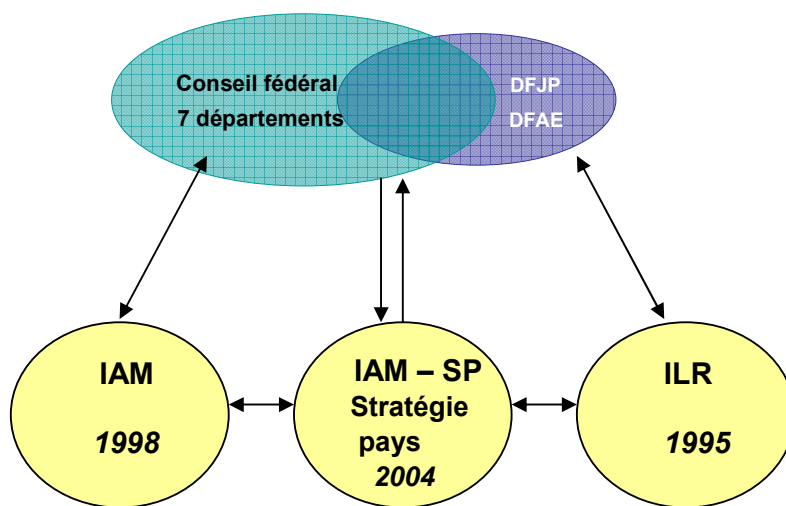 Conseil fédéral
7 départements
DFJP
DFAE
IAM
1998
IAM – SP
Stratégie
pays
2004
ILR
1995